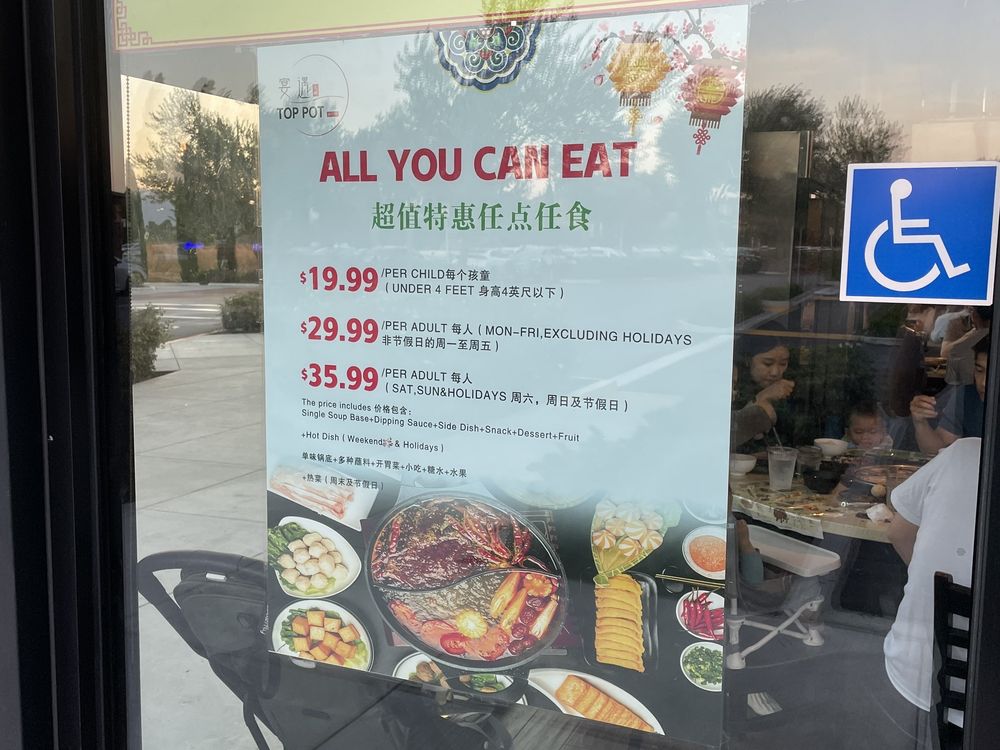 宴遇
TOP POT
ALL YOU CAN EAT
超值特惠任点任食
$19.99/PER CHILD每个孩童
( UNDER 4 FEET 身高4英尺以下 )
$29.99/PER ADULT 每人 ( MON-FRI,EXCLUDING HOLIDAYS
非节假日的周一至周五 )
$35.99/PER ADULT 每人
( SAT,SUN&HOLIDAYS 周六，周日及节假日 )
The price includes 价格包含:
Single Soup Base+Dipping Sauce+Side Dish+Snack+Dessert+Fruit
+Hot Dish ( Weekend & Holidays )
单味锅底+多种蘸料+开胃菜+小吃+糖水+水果
+热菜 ( 周末及节假日 )